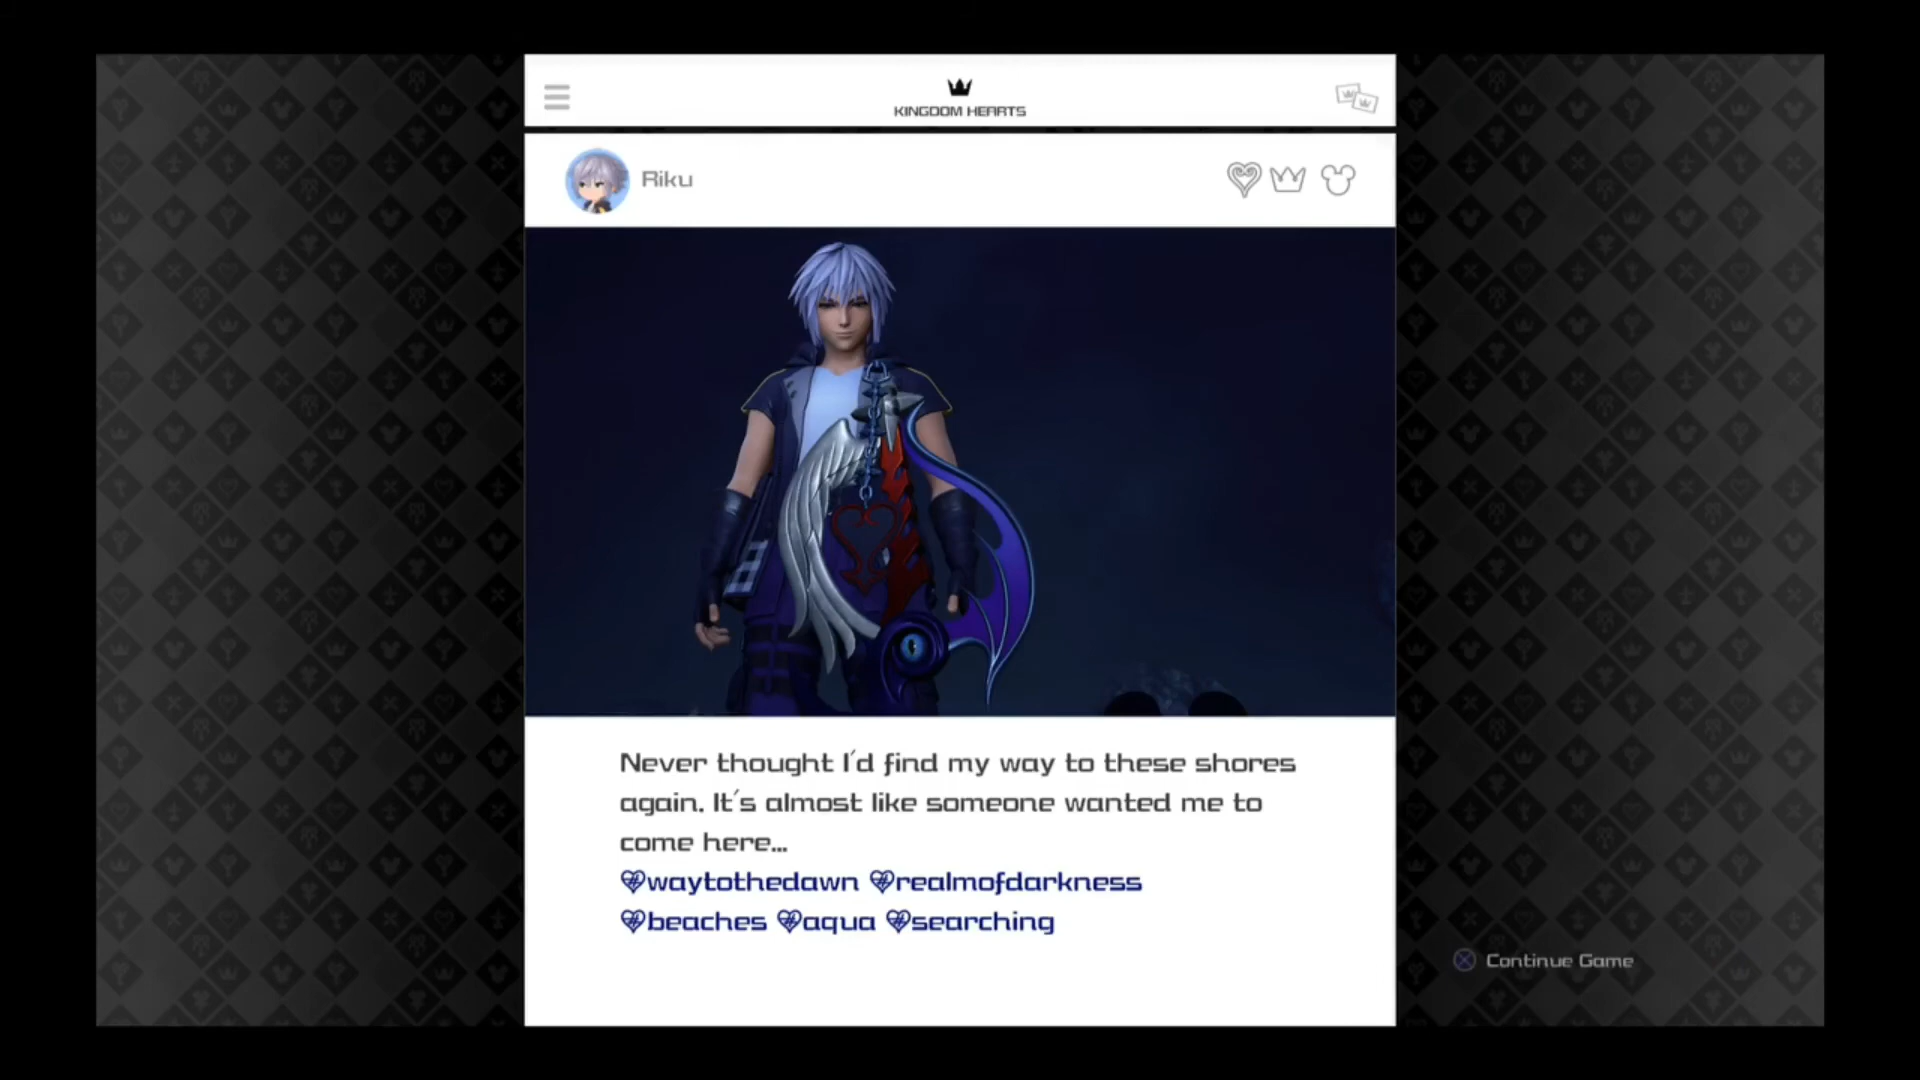 KINGDOM HEARTS
Riku
Never thought I'd find my way to these shores
again. It's almost like someone wanted me to
come here...
#waytothedawn #realmofdarkness
#beaches #aqua #searching
Continue Game